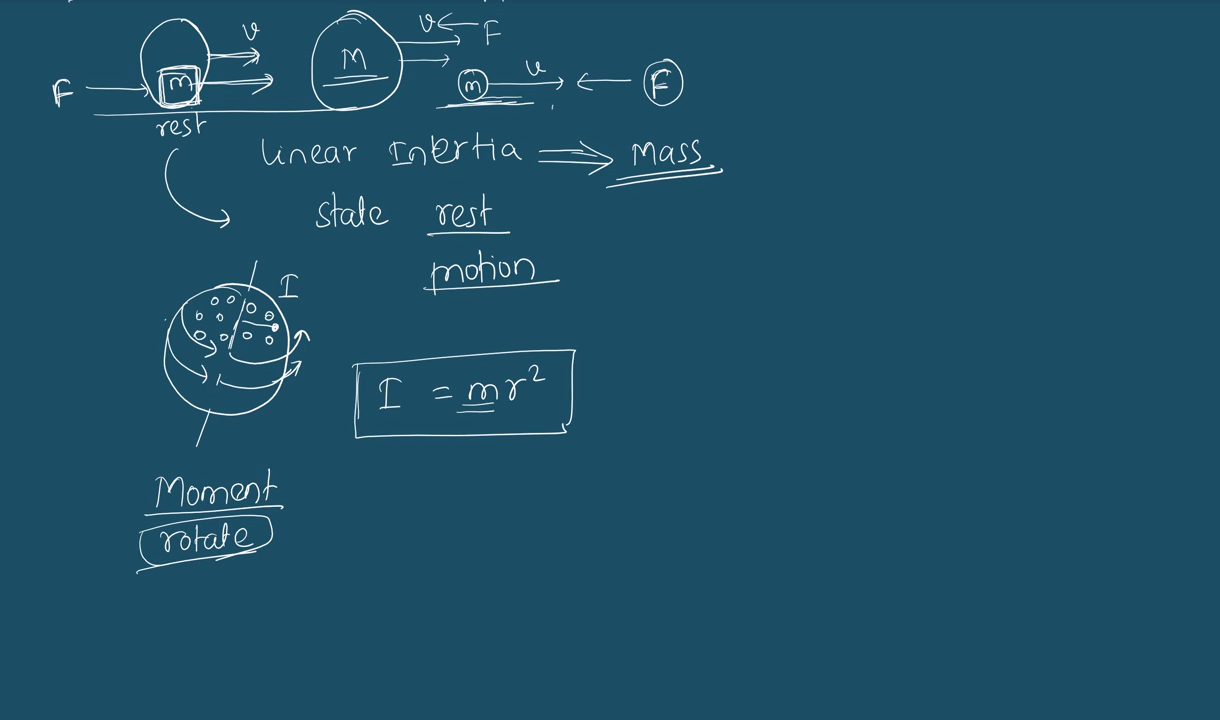 v
v F
M
F m m v F
rest
Linear Inertia ⟹ Mass
state rest
motion
I
I = mr²
Moment
rotate